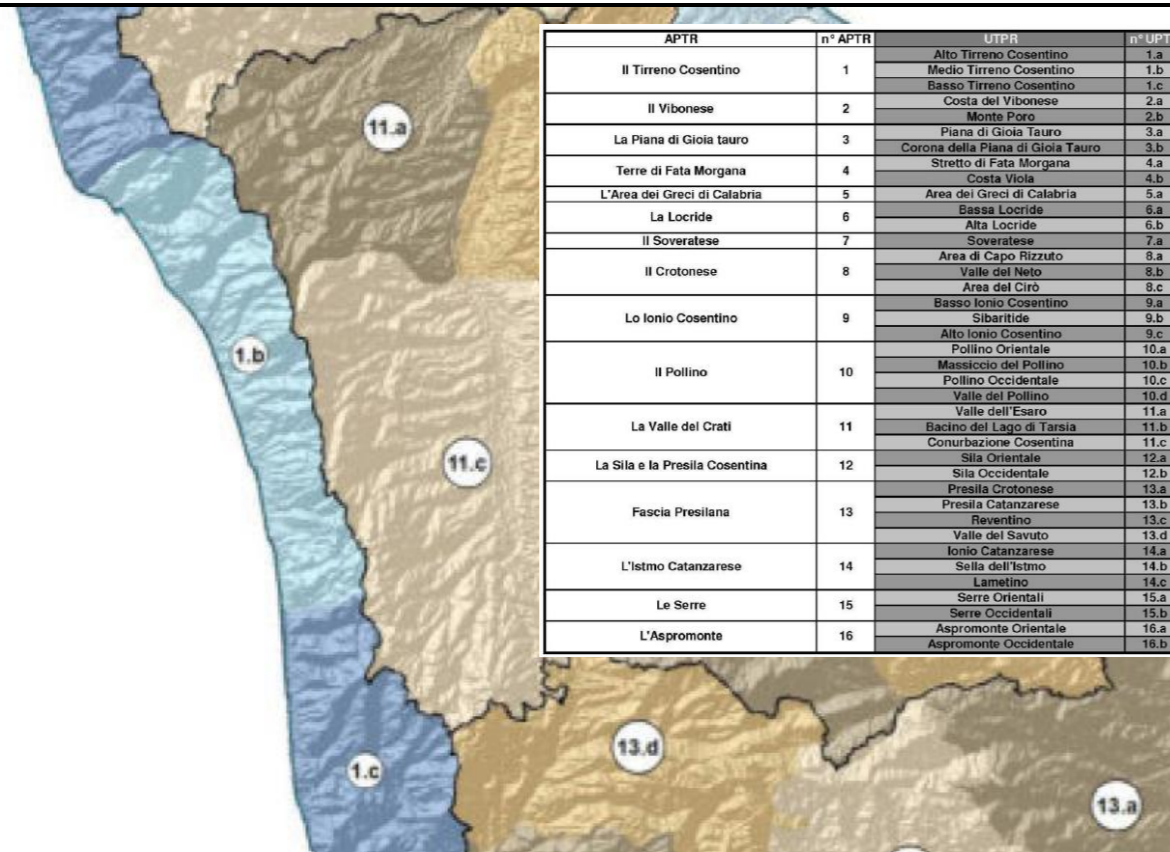 APTR n° APTR UTPR n° UPT
Il Tirreno Cosentino 1 Alto Tirreno Cosentino 1.a
Medio Tirreno Cosentino 1.b
Basso Tirreno Cosentino 1.c
Il Vibonese 2 Costa del Vibonese 2.a
Monte Poro 2.b
La Piana di Gioia tauro 3 Piana di Gioia Tauro 3.a
Corona della Piana di Gioia Tauro 3.b
Terre di Fata Morgana 4 Stretto di Fata Morgana 4.a
Costa Viola 4.b
L'Area dei Greci di Calabria 5 Area dei Greci di Calabria 5.a
La Locride 6 Bassa Locride 6.a
Alta Locride 6.b
Il Soveratese 7 Soveratese 7.a
Il Crotonese 8 Area di Capo Rizzuto 8.a
Valle del Neto 8.b
Area del Cirò 8.c
Lo Ionio Cosentino 9 Basso Ionio Cosentino 9.a
Sibaritide 9.b
Alto Ionio Cosentino 9.c
Il Pollino 10 Pollino Orientale 10.a
Massiccio del Pollino 10.b
Pollino Occidentale 10.c
Valle del Pollino 10.d
La Valle del Crati 11 Valle dell'Esaro 11.a
Bacino del Lago di Tarsia 11.b
Conurbazione Cosentina 11.c
La Sila e la Presila Cosentina 12 Sila Orientale 12.a
Sila Occidentale 12.b
Fascia Presilana 13 Presila Crotonese 13.a
Presila Catanzarese 13.b
Reventino 13.c
Valle del Savuto 13.d
L'Istmo Catanzarese 14 Ionio Catanzarese 14.a
Sella dell'Istmo 14.b
Lametino 14.c
Le Serre 15 Serre Orientali 15.a
Serre Occidentali 15.b
L'Aspromonte 16 Aspromonte Orientale 16.a
Aspromonte Occidentale 16.b
11.a
1.b
11.c
13.d
1.c
13.a